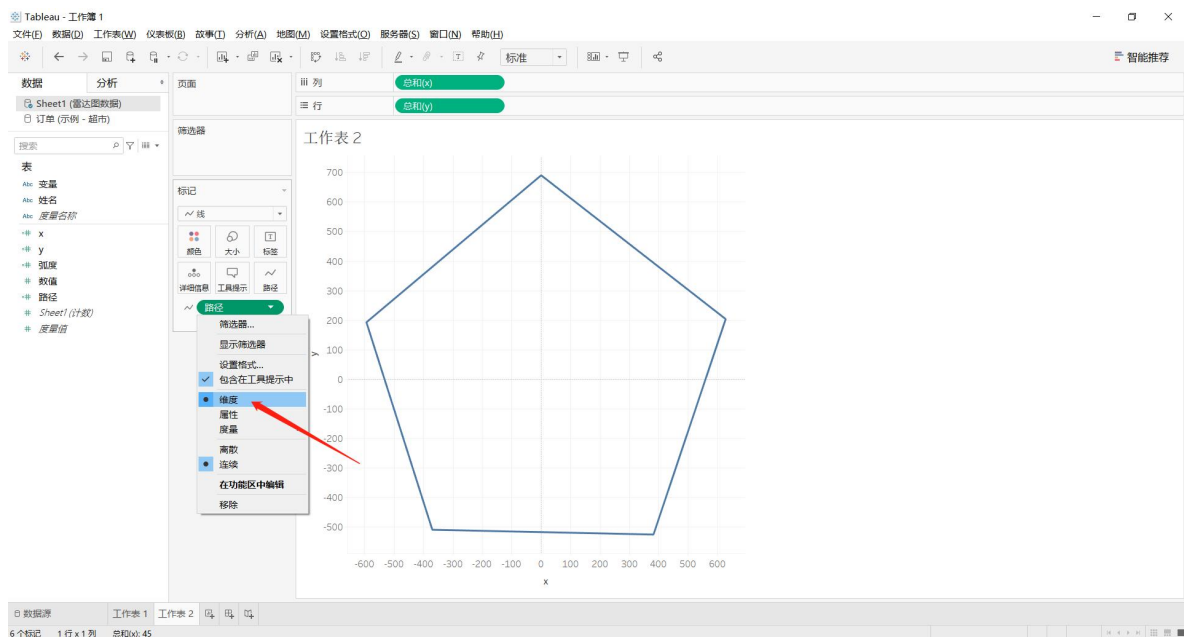 Tableau - 工作簿 1
文件(F) 数据(D) 工作表(W) 仪表板(B) 故事(T) 分析(A) 地图(M) 设置格式(O) 服务器(S) 窗口(N) 帮助(H)
标准
智能推荐
数据 分析
Sheet1 (雷达图数据)
订单 (示例 - 超市)
搜索
表
Abc 变量
Abc 姓名
Abc 度量名称
x
y
弧度
数值
路径
Sheet1 (计数)
度量值
页面
筛选器
标记
线
颜色 大小 标签
详细信息 工具提示 路径
路径
筛选器...
显示筛选器
设置格式...
包含在工具提示中
维度
属性
度量
离散
连续
在功能区中编辑
移除
iii 列 总和(x)
行 总和(y)
工作表 2
700
600
500
400
300
200
100
0
-100
-200
-300
-400
-500
y
-600 -500 -400 -300 -200 -100 0 100 200 300 400 500 600
x
数据源 工作表 1 工作表 2
6 个标记 1 行 x 1 列 总和(x): 45